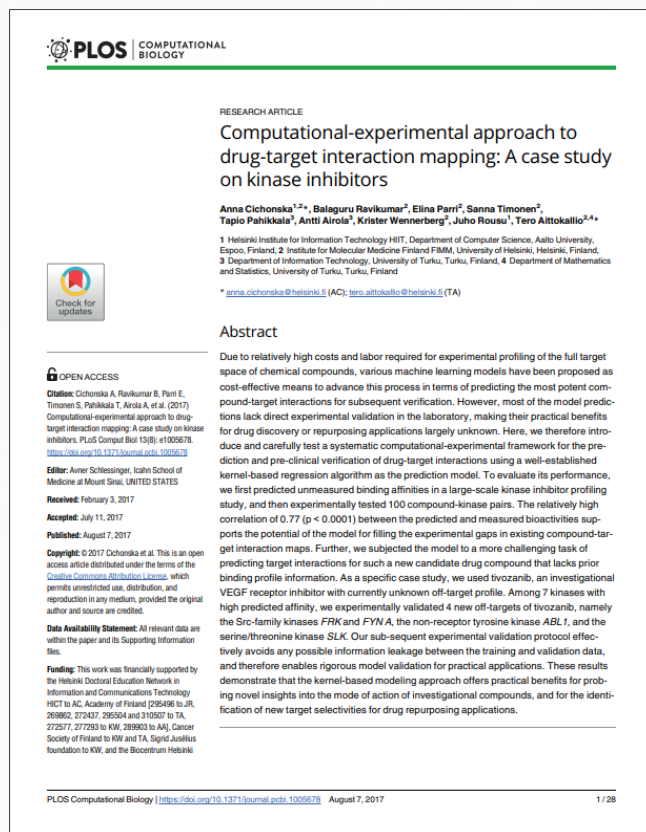 PLOS | COMPUTATIONAL
BIOLOGY
RESEARCH ARTICLE
Computational-experimental approach to
drug-target interaction mapping: A case study
on kinase inhibitors
Anna Cichonska1,2*, Balaguru Ravikumar2, Elina Parri2, Sanna Timonen2,
Tapio Pahikkala3, Antti Airola3, Krister Wennerberg2, Juho Rousu1, Tero Aittokallio2,4*
1 Helsinki Institute for Information Technology HIIT, Department of Computer Science, Aalto University,
Espoo, Finland, 2 Institute for Molecular Medicine Finland FIMM, University of Helsinki, Helsinki, Finland,
3 Department of Information Technology, University of Turku, Turku, Finland, 4 Department of Mathematics
and Statistics, University of Turku, Turku, Finland
* anna.cichonska@helsinki.fi (AC); tero.aittokallio@helsinki.fi (TA)
Check for
updates
Abstract
Due to relatively high costs and labor required for experimental profiling of the full target
space of chemical compounds, various machine learning models have been proposed as
cost-effective means to advance this process in terms of predicting the most potent com-
pound-target interactions for subsequent verification. However, most of the model predic-
tions lack direct experimental validation in the laboratory, making their practical benefits
for drug discovery or repurposing applications largely unknown. Here, we therefore intro-
duce and carefully test a systematic computational-experimental framework for the pre-
diction and pre-clinical verification of drug-target interactions using a well-established
kernel-based regression algorithm as the prediction model. To evaluate its performance,
we first predicted unmeasured binding affinities in a large-scale kinase inhibitor profiling
study, and then experimentally tested 100 compound-kinase pairs. The relatively high
correlation of 0.77 (p < 0.0001) between the predicted and measured bioactivities sup-
ports the potential of the model for filling the experimental gaps in existing compound-tar-
get interaction maps. Further, we subjected the model to a more challenging task of
predicting target interactions for such a new candidate drug compound that lacks prior
binding profile information. As a specific case study, we used tivozanib, an investigational
VEGF receptor inhibitor with currently unknown off-target profile. Among 7 kinases with
high predicted affinity, we experimentally validated 4 new off-targets of tivozanib, namely
the Src-family kinases FRK and FYN A, the non-receptor tyrosine kinase ABL1, and the
serine/threonine kinase SLK. Our sub-sequent experimental validation protocol effec-
tively avoids any possible information leakage between the training and validation data,
and therefore enables rigorous model validation for practical applications. These results
demonstrate that the kernel-based modeling approach offers practical benefits for prob-
ing novel insights into the mode of action of investigational compounds, and for the identi-
fication of new target selectivities for drug repurposing applications.
OPEN ACCESS
Citation: Cichonska A, Ravikumar B, Parri E,
Timonen S, Pahikkala T, Airola A, et al. (2017)
Computational-experimental approach to drug-
target interaction mapping: A case study on kinase
inhibitors. PLoS Comput Biol 13(8): e1005678.
https://doi.org/10.1371/journal.pcbi.1005678
Editor: Avner Schlessinger, Icahn School of
Medicine at Mount Sinai, UNITED STATES
Received: February 3, 2017
Accepted: July 11, 2017
Published: August 7, 2017
Copyright: © 2017 Cichonska et al. This is an open
access article distributed under the terms of the
Creative Commons Attribution License, which
permits unrestricted use, distribution, and
reproduction in any medium, provided the original
author and source are credited.
Data Availability Statement: All relevant data are
within the paper and its Supporting Information
files.
Funding: This work was financially supported by
the Helsinki Doctoral Education Network in
Information and Communications Technology
HICT to AC, Academy of Finland [295496 to JR,
269862, 272437, 295504 and 310507 to TA,
272577, 277293 to KW, 289903 to AA], Cancer
Society of Finland to KW and TA, Sigrid Jusélius
foundation to KW, and the Biocentrum Helsinki
PLOS Computational Biology | https://doi.org/10.1371/journal.pcbi.1005678 August 7, 2017 1 / 28